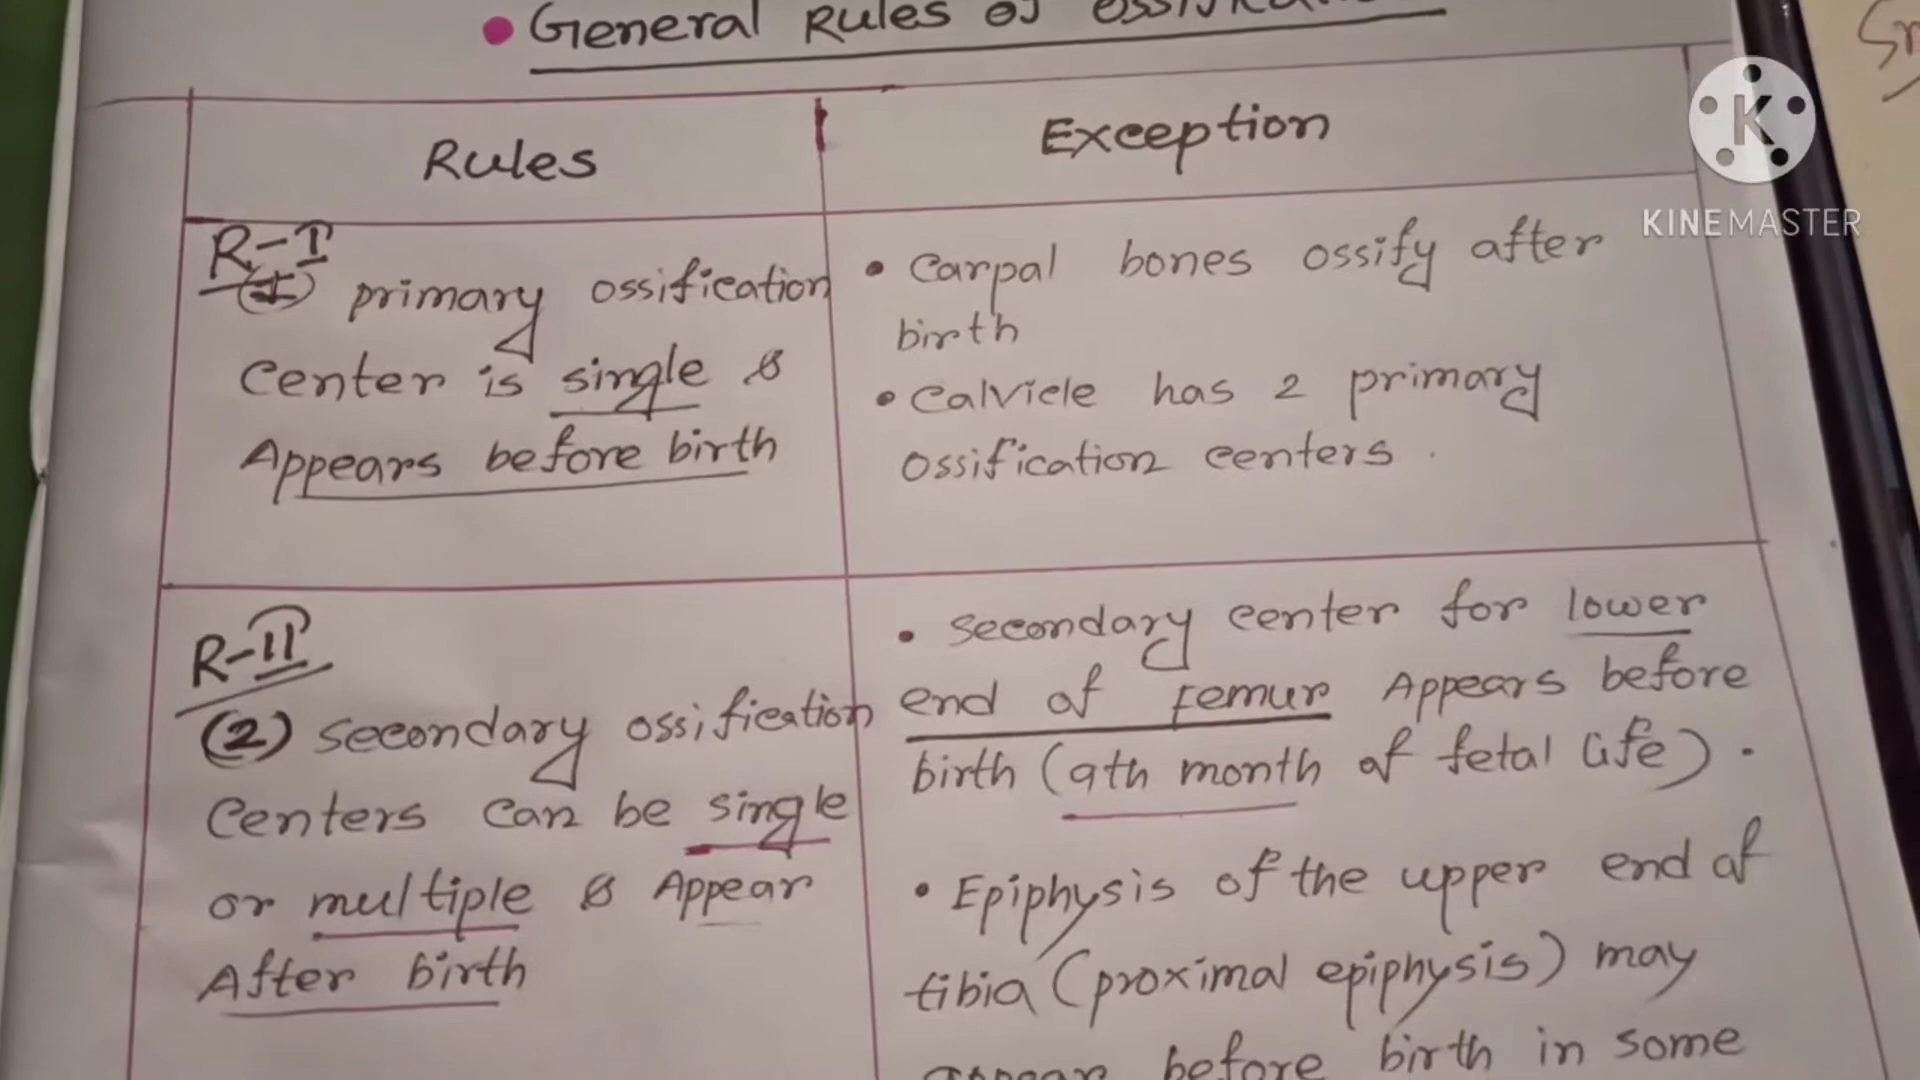 • General Rules of Ossification
Rules
Exception
R-I
(1) primary ossification
center is single &
Appears before birth
• Carpal bones ossify after
birth
• Calvicle has 2 primary
ossification centers.
R-II
(2) Secondary ossification
Centers can be single
or multiple & Appear
After birth
• Secondary center for lower
end of Femur Appears before
birth (9th month of fetal life).
• Epiphysis of the upper end of
tibia (proximal epiphysis) may
appear before birth in some
K
KINEMASTER